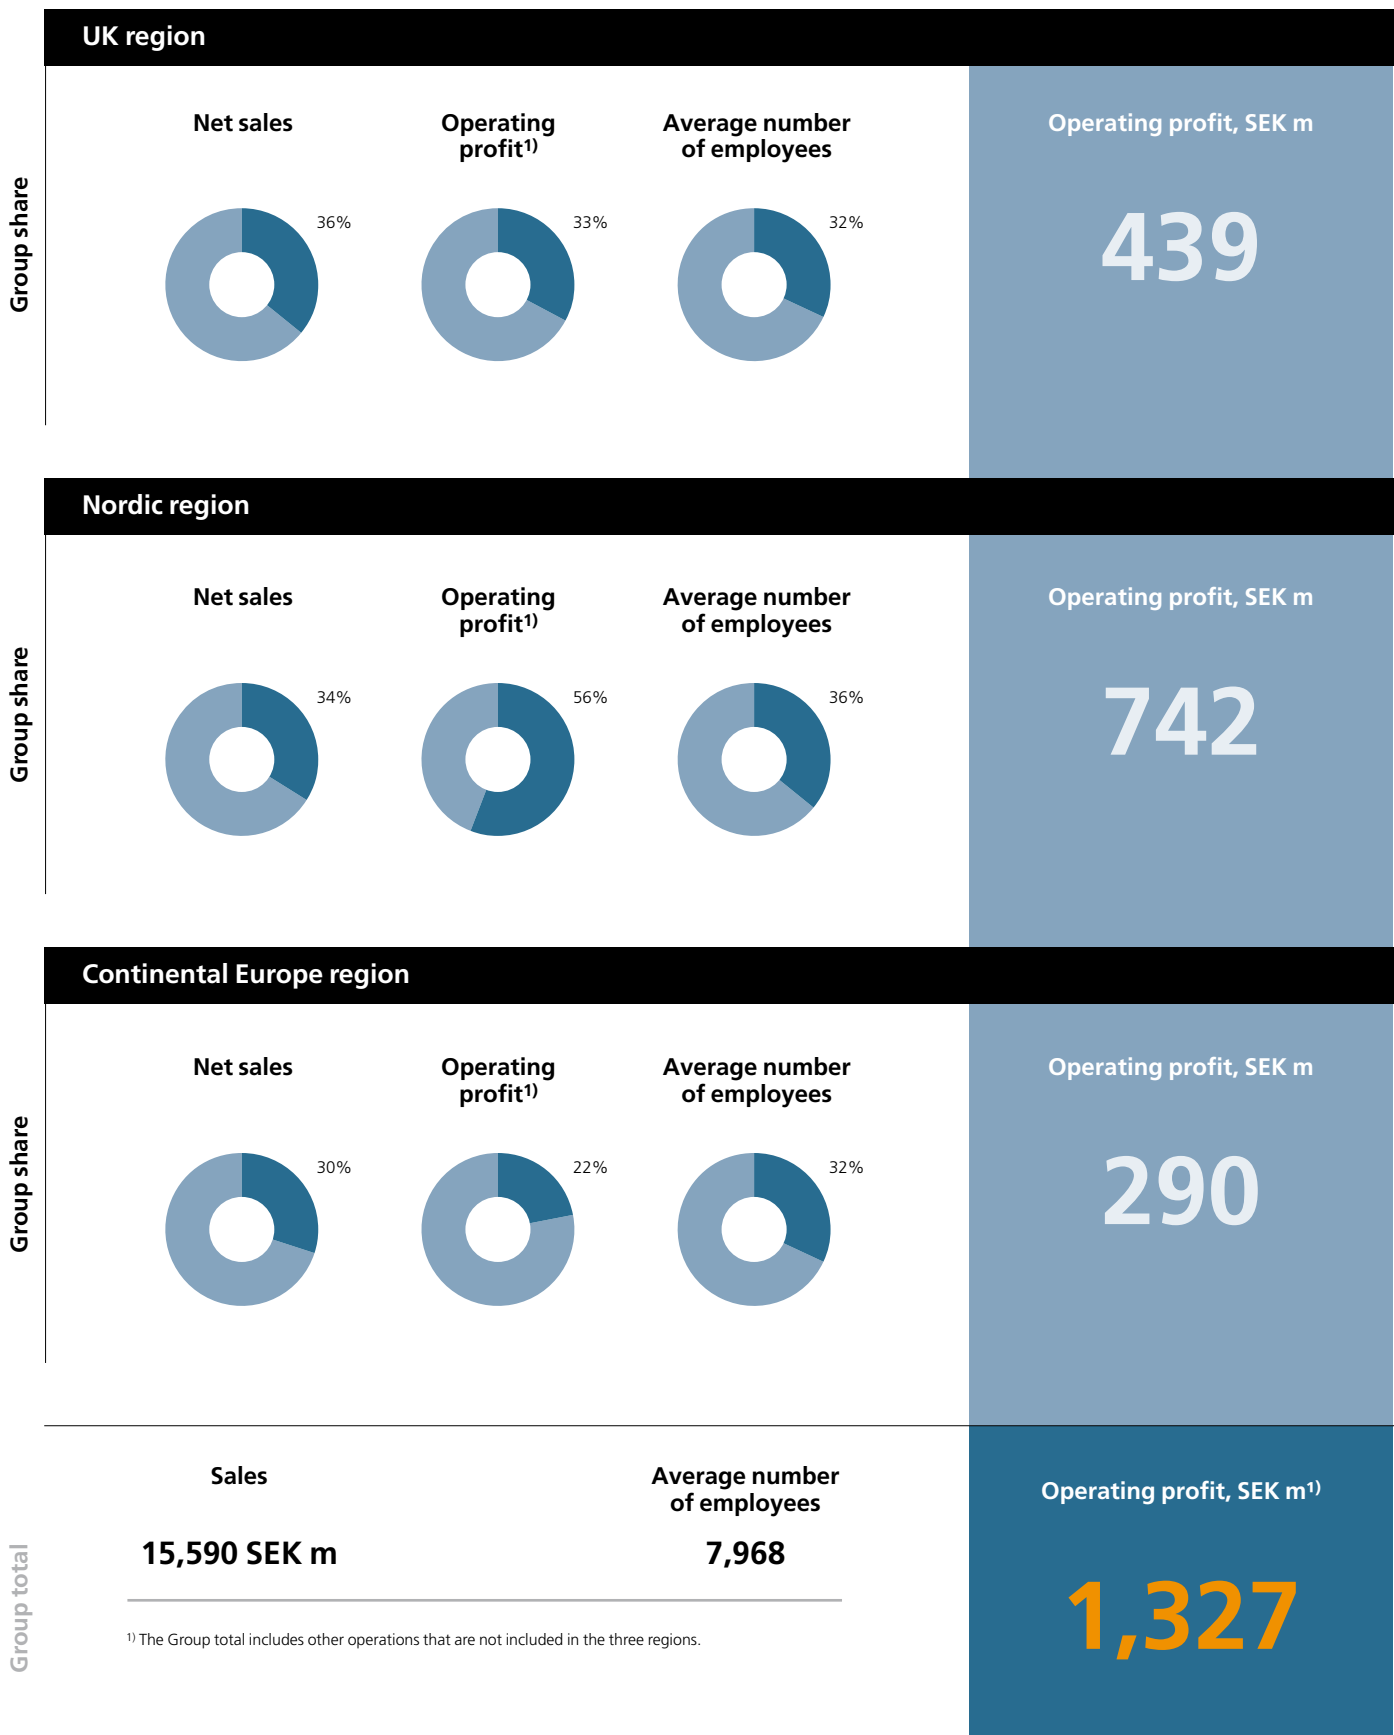 UK region
Group share
Net sales
Operating
profit1)
Average number
of employees
Operating profit, SEK m
36%
33%
32%
439
Nordic region
Group share
Net sales
Operating
profit1)
Average number
of employees
Operating profit, SEK m
34%
56%
36%
742
Continental Europe region
Group share
Net sales
Operating
profit1)
Average number
of employees
Operating profit, SEK m
30%
22%
32%
290
Group total
Sales
Average number
of employees
Operating profit, SEK m1)
15,590 SEK m
7,968
1,327
1) The Group total includes other operations that are not included in the three regions.